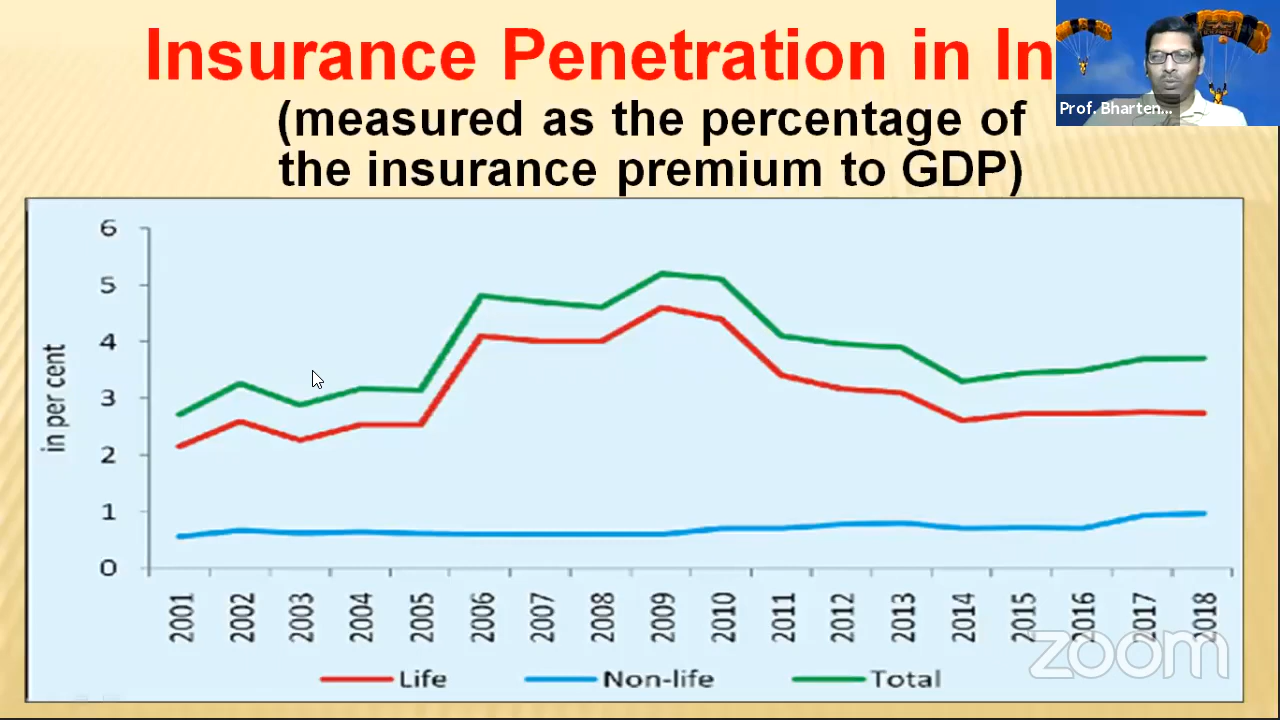 Insurance Penetration in In
(measured as the percentage of
the insurance premium to GDP)
Prof. Bharten...
6
5
4
3
2
1
0
in per cent
2001 2002 2003 2004 2005 2006 2007 2008 2009 2010 2011 2012 2013 2014 2015 2016 2017 2018
Life Non-life Total
zoom